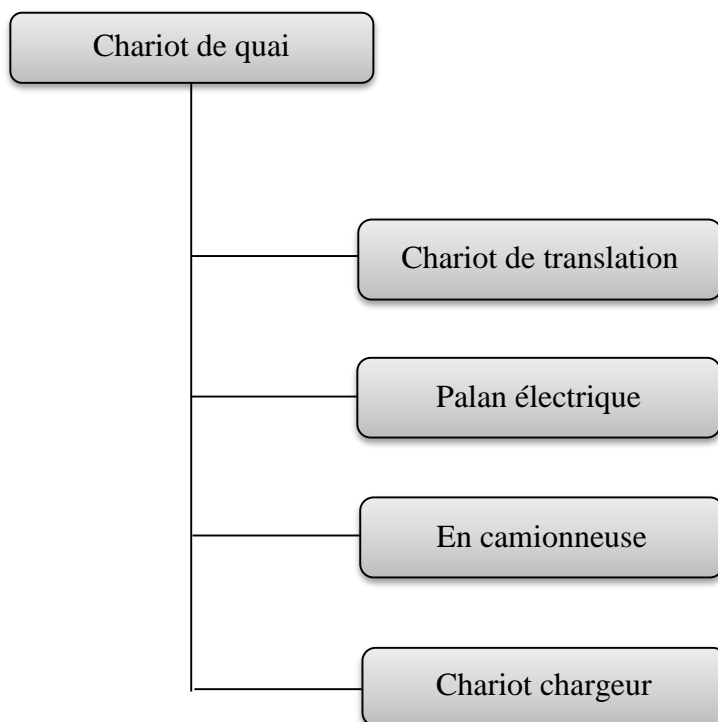 Chariot de quai
Chariot de translation
Palan électrique
En camionneuse
Chariot chargeur